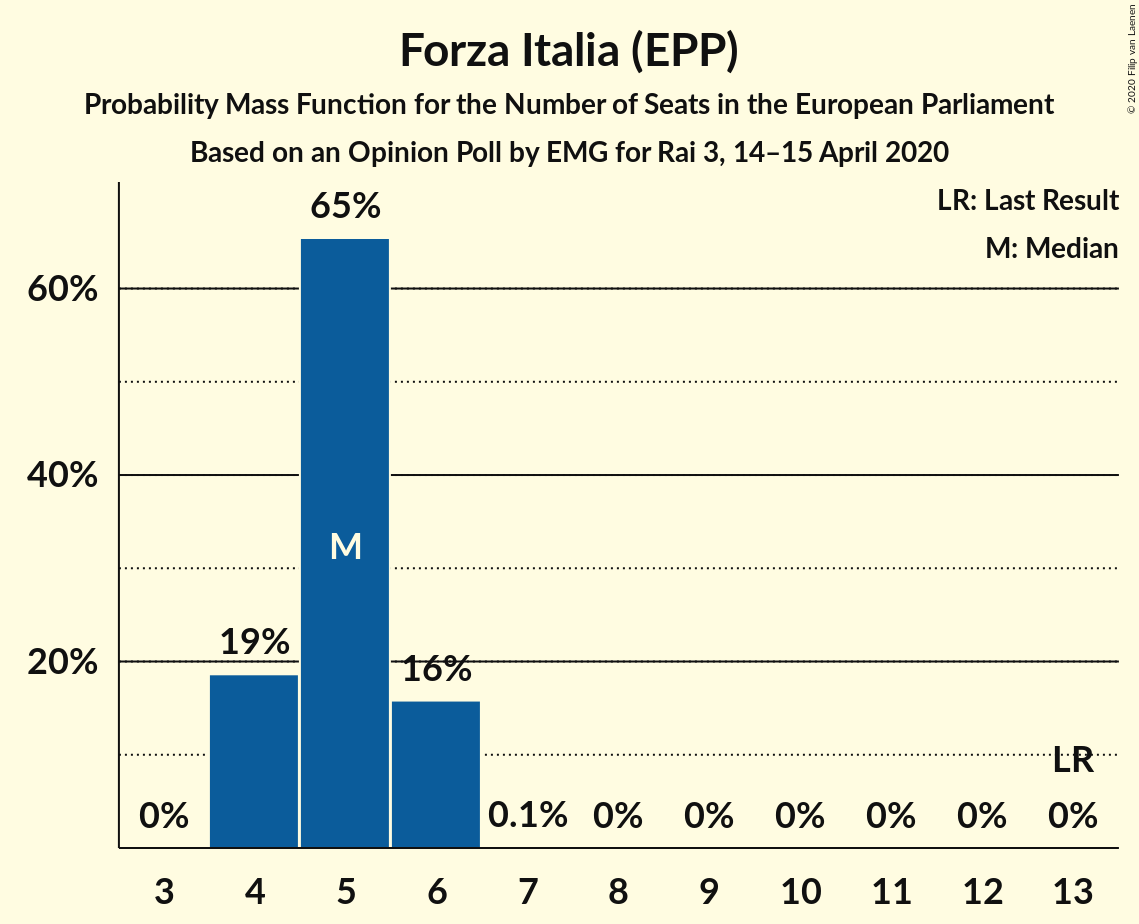 Forza Italia (EPP)
Probability Mass Function for the Number of Seats in the European Parliament
Based on an Opinion Poll by EMG for Rai 3, 14–15 April 2020
© 2020 Filip van Laenen
LR: Last Result
M: Median
65%
60%
40%
M
19%
20%
16%
LR
0%
0.1%
0%
0%
0%
0%
0%
0%
3 4 5 6 7 8 9 10 11 12 13